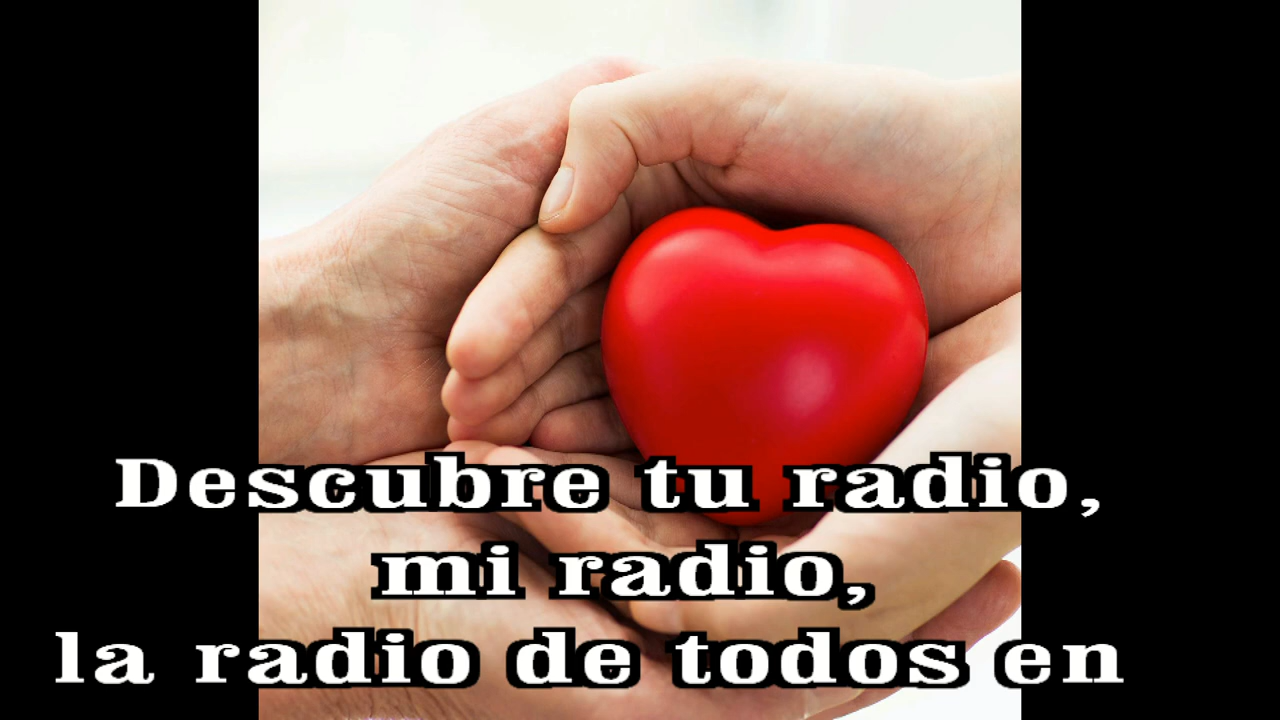 Descubre tu radio,
mi radio,
la radio de todos en